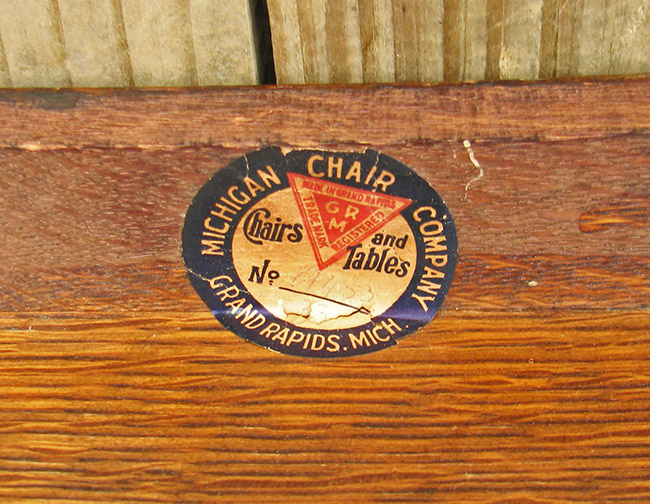 MICHIGAN CHAIR COMPANY
MADE IN GRAND RAPIDS
TRADE MARK
REGISTERED
G R
M
Chairs and Tables
No.
GRAND RAPIDS. MICH.